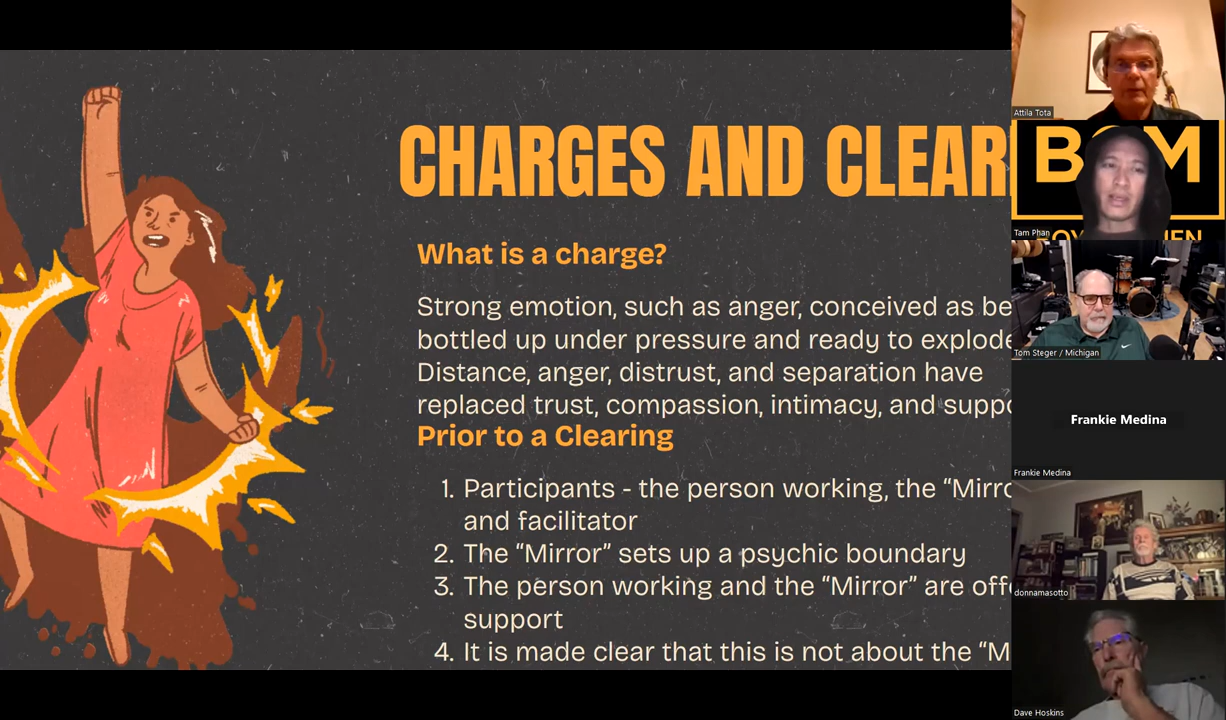 CHARGES AND CLEAR
What is a charge?
Strong emotion, such as anger, conceived as be
bottled up under pressure and ready to explode
Distance, anger, distrust, and separation have
replaced trust, compassion, intimacy, and suppo
Prior to a Clearing
1. Participants - the person working, the “Mirro
and facilitator
2. The “Mirror” sets up a psychic boundary
3. The person working and the “Mirror” are offe
support
4. It is made clear that this is not about the “M
Attila Tota
B M
Tam Phan
Tom Steger / Michigan
Frankie Medina
Frankie Medina
donnamasotto
Dave Hoskins